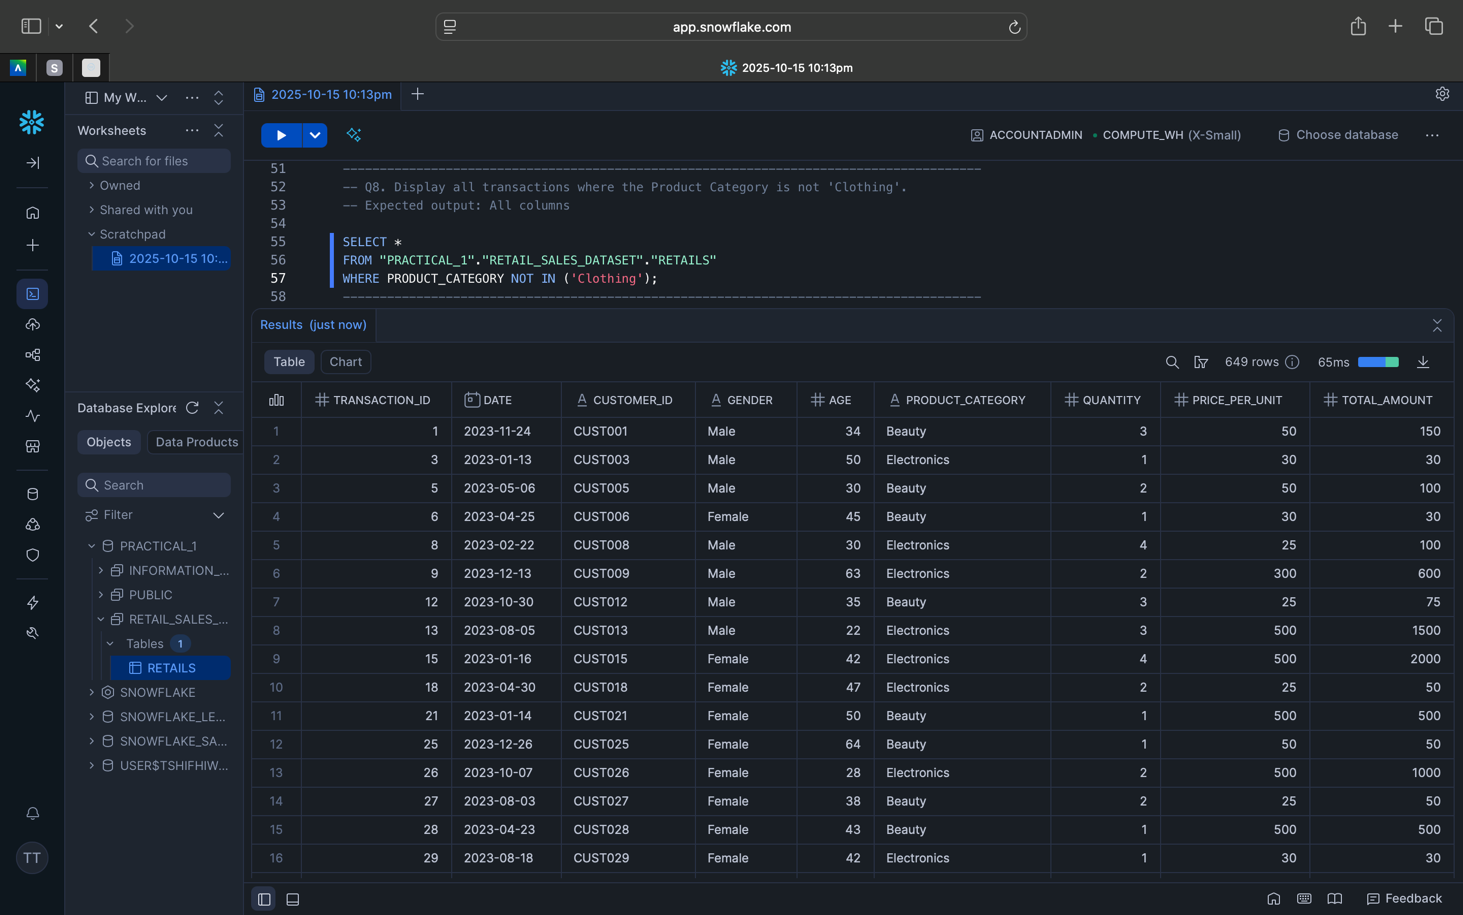 app.snowflake.com
S
2025-10-15 10:13pm
My W...
2025-10-15 10:13pm
Worksheets
Search for files
Owned
Shared with you
Scratchpad
2025-10-15 10:...
ACCOUNTADMIN
COMPUTE_WH (X-Small)
Choose database
51
52 -- Q8. Display all transactions where the Product Category is not 'Clothing'.
53 -- Expected output: All columns
54
55 SELECT *
56 FROM "PRACTICAL_1"."RETAIL_SALES_DATASET"."RETAILS"
57 WHERE PRODUCT_CATEGORY NOT IN ('Clothing');
58
Results (just now)
Table Chart
649 rows 65ms
Database Explore
Objects Data Products
Search
Filter
PRACTICAL_1
INFORMATION_...
PUBLIC
RETAIL_SALES_...
Tables 1
RETAILS
SNOWFLAKE
SNOWFLAKE_LE...
SNOWFLAKE_SA...
USER$TSHIFHIW...
TT
TRANSACTION_ID DATE CUSTOMER_ID GENDER AGE PRODUCT_CATEGORY QUANTITY PRICE_PER_UNIT TOTAL_AMOUNT
1 1 2023-11-24 CUST001 Male 34 Beauty 3 50 150
2 3 2023-01-13 CUST003 Male 50 Electronics 1 30 30
3 5 2023-05-06 CUST005 Male 30 Beauty 2 50 100
4 6 2023-04-25 CUST006 Female 45 Beauty 1 30 30
5 8 2023-02-22 CUST008 Male 30 Electronics 4 25 100
6 9 2023-12-13 CUST009 Male 63 Electronics 2 300 600
7 12 2023-10-30 CUST012 Male 35 Beauty 3 25 75
8 13 2023-08-05 CUST013 Male 22 Electronics 3 500 1500
9 15 2023-01-16 CUST015 Female 42 Electronics 4 500 2000
10 18 2023-04-30 CUST018 Female 47 Electronics 2 25 50
11 21 2023-01-14 CUST021 Female 50 Beauty 1 500 500
12 25 2023-12-26 CUST025 Female 64 Beauty 1 50 50
13 26 2023-10-07 CUST026 Female 28 Electronics 2 500 1000
14 27 2023-08-03 CUST027 Female 38 Beauty 2 25 50
15 28 2023-04-23 CUST028 Female 43 Beauty 1 500 500
16 29 2023-08-18 CUST029 Female 42 Electronics 1 30 30
Feedback